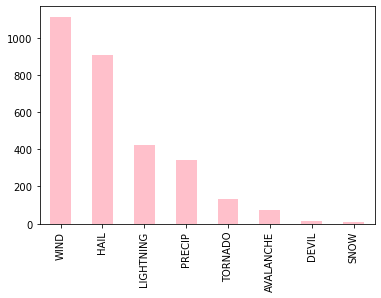 1000
800
600
400
200
0
WIND
HAIL
LIGHTNING
PRECIP
TORNADO
AVALANCHE
DEVIL
SNOW